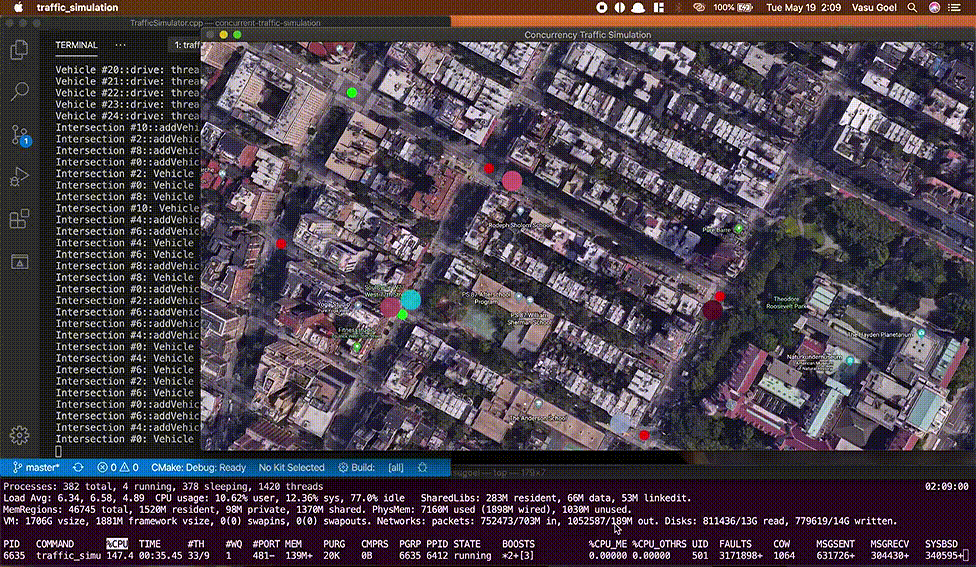 traffic_simulation
100%
Tue May 19 2:09
Vasu Goel
TrafficSimulator.cpp — concurrent-traffic-simulation
Concurrency Traffic Simulation
TERMINAL
···
1: traff
Vehicle #20::drive: threa
Vehicle #21::drive: threa
Vehicle #22::drive: threa
Vehicle #23::drive: threa
Vehicle #24::drive: threa
Intersection #10::addVehi
Intersection #2::addVehic
Intersection #8::addVehic
Intersection #0::addVehic
Intersection #2: Vehicle
Intersection #0: Vehicle
Intersection #8: Vehicle
Intersection #10: Vehicle
Intersection #4::addVehic
Intersection #6::addVehic
Intersection #4: Vehicle
Intersection #6: Vehicle
Intersection #8::addVehic
Intersection #8: Vehicle
Intersection #0::addVehic
Intersection #2::addVehic
Intersection #6::addVehic
Intersection #4::addVehic
Intersection #4: Vehicle
Intersection #0: Vehicle
Intersection #6: Vehicle
Intersection #2: Vehicle
Intersection #6: Vehicle
Intersection #0::addVehic
Intersection #6::addVehic
Intersection #4::addVehic
Intersection #0: Vehicle
1
Rodeph Sholom School
Pure Barre
PS 87 Afterschool
Program
PS 87 William
Sherman School
Theodore
Roosevelt Park
The Hayden Planetarium
Naturkundemuseum
American Museum
of Natural History
The Anderson School
master*
0
0
CMake: Debug: Ready
No Kit Selected
Build:
[all]
top — 179×7
Processes: 382 total, 4 running, 378 sleeping, 1420 threads
02:09:00
Load Avg: 6.34, 6.58, 4.89 CPU usage: 10.62% user, 12.36% sys, 77.0% idle SharedLibs: 283M resident, 66M data, 53M linkedit.
MemRegions: 46745 total, 1520M resident, 98M private, 1370M shared. PhysMem: 7160M used (1898M wired), 1030M unused.
VM: 1706G vsize, 1881M framework vsize, 0(0) swapins, 0(0) swapouts. Networks: packets: 752473/703M in, 1052587/189M out. Disks: 811436/13G read, 779619/14G written.
PID COMMAND %CPU TIME #TH #WQ #PORT MEM PURG CMPRS PGRP PPID STATE BOOSTS %CPU_ME %CPU_OTHRS UID FAULTS COW MSGSENT MSGRECV SYSBSD
6635 traffic_simu 147.4 00:35.45 33/9 1 481- 139M+ 20K 0B 6635 6412 running *2+[3] 0.00000 0.00000 501 3171898+ 1064 631726+ 304430+ 340595+